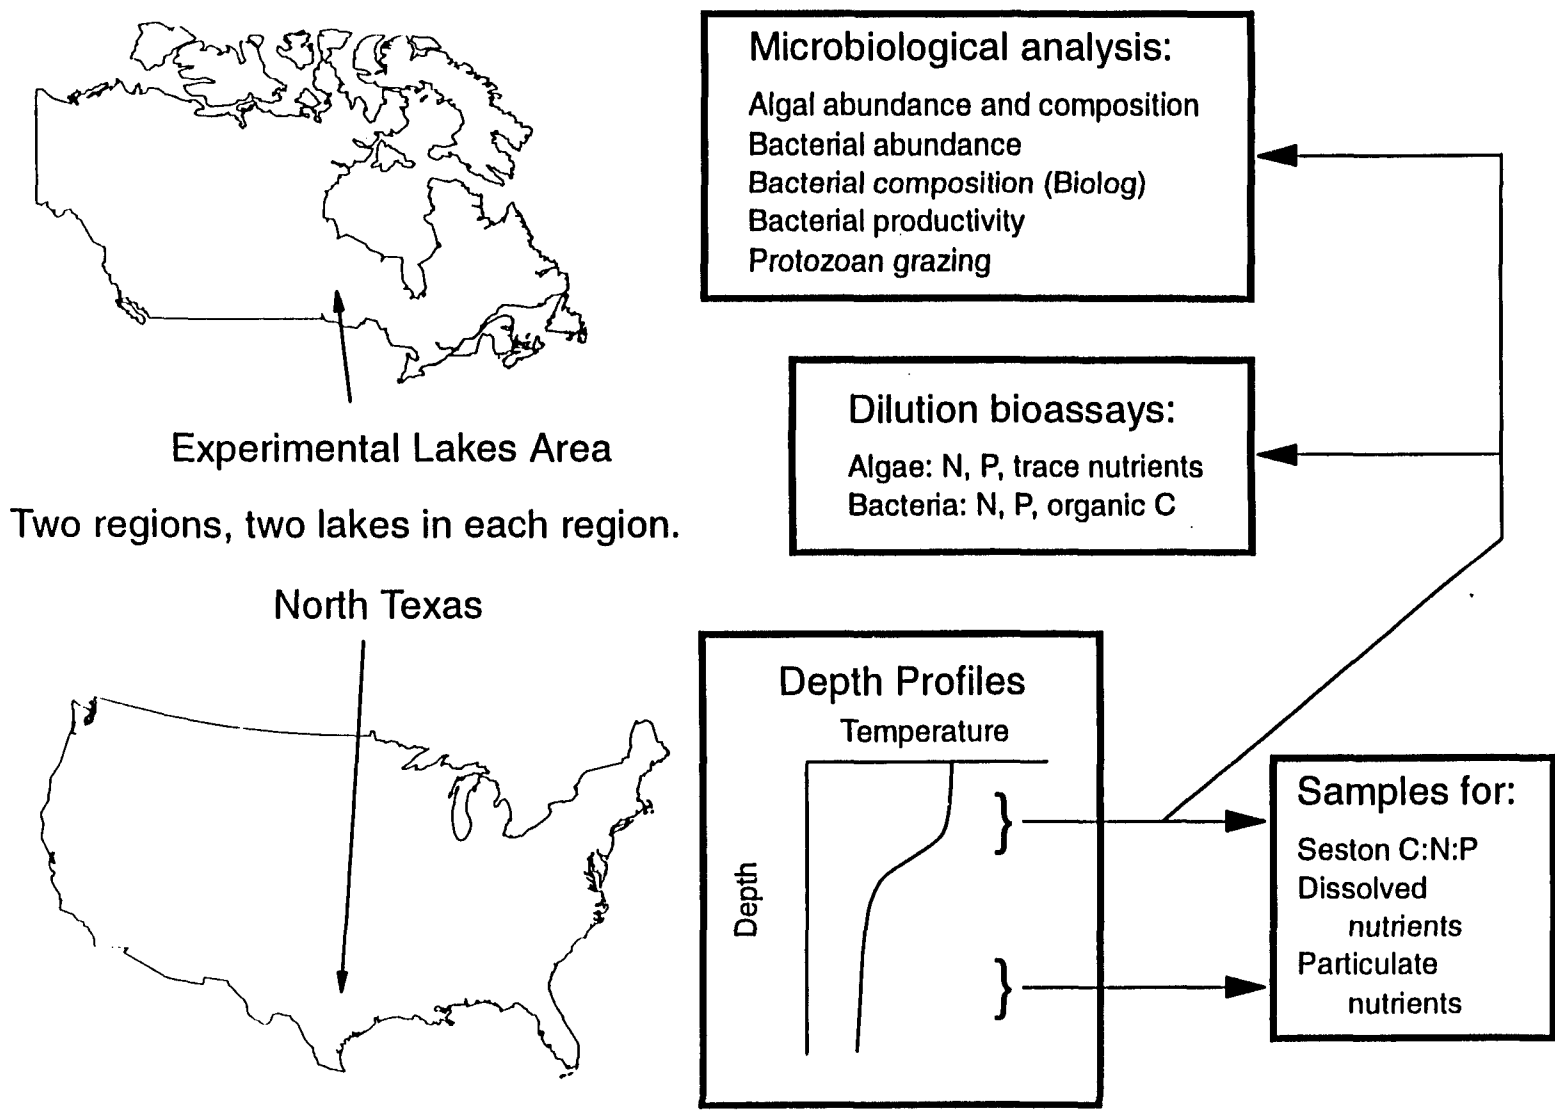 Experimental Lakes Area
Two regions, two lakes in each region.
North Texas
Microbiological analysis:
Algal abundance and composition
Bacterial abundance
Bacterial composition (Biolog)
Bacterial productivity
Protozoan grazing
Dilution bioassays:
Algae: N, P, trace nutrients
Bacteria: N, P, organic C
Depth Profiles
Temperature
Depth
}
}
Samples for:
Seston C:N:P
Dissolved
nutrients
Particulate
nutrients